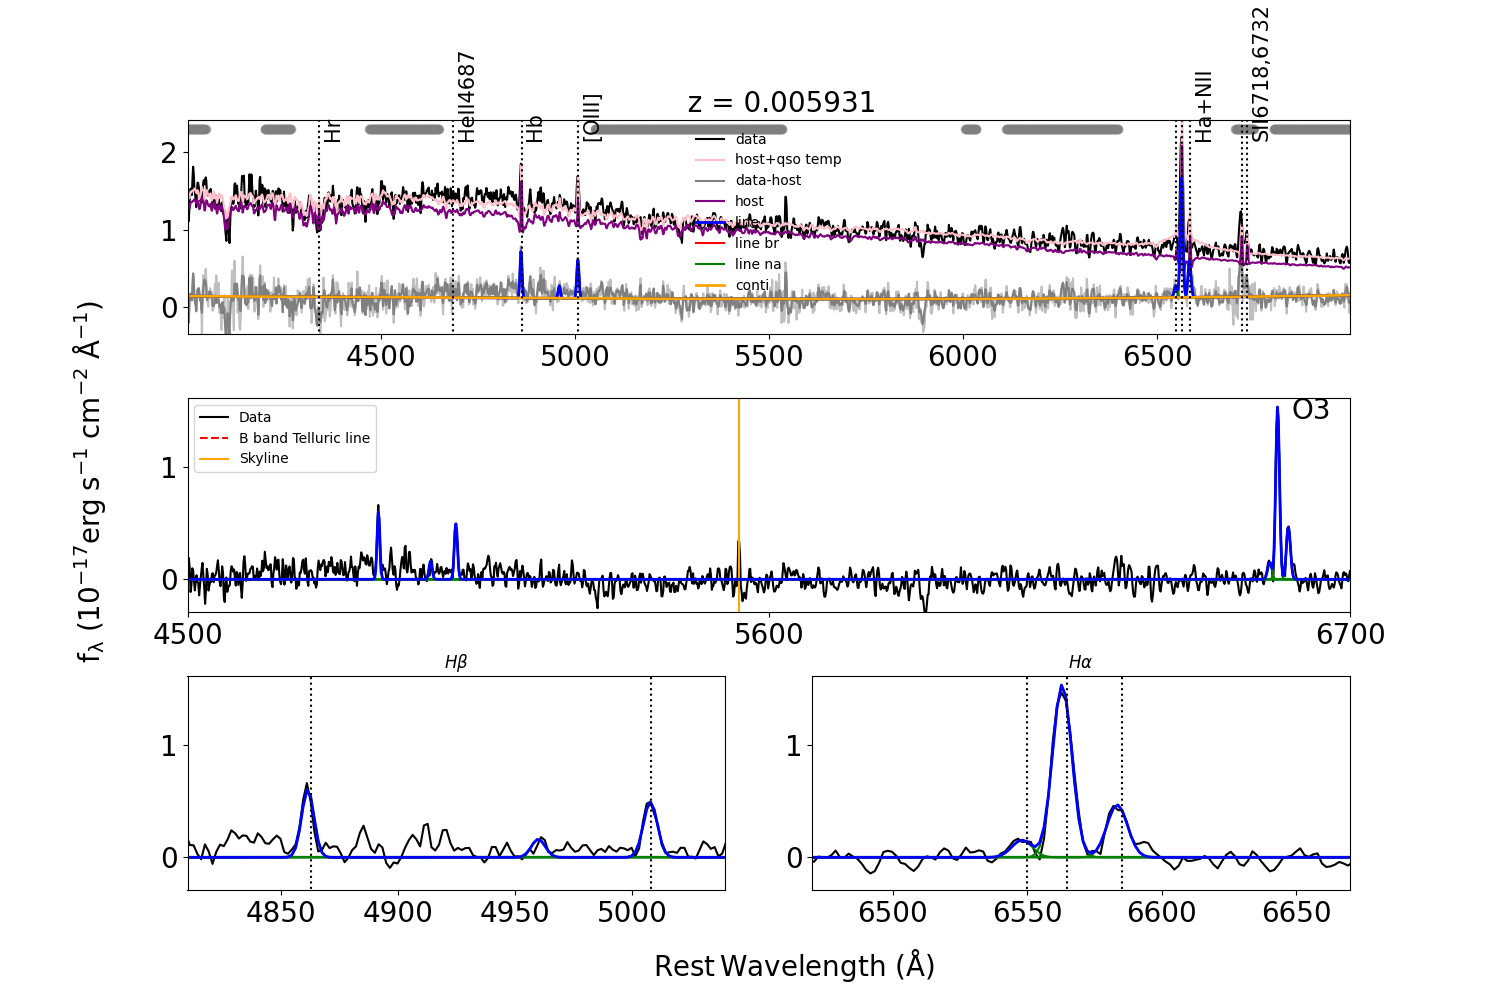 z = 0.005931
Hr
HeII4687
Hb
[OIII]
Ha+NII
SII6718,6732
data
host+qso temp
data-host
host
line
line br
line na
conti
2
1
0
4500
5000
5500
6000
6500
fλ (10⁻¹⁷erg s⁻¹ cm⁻² Å⁻¹)
Data
B band Telluric line
Skyline
O3
1
0
4500
5600
6700
Hβ
1
0
4850
4900
4950
5000
Hα
1
0
6500
6550
6600
6650
Rest Wavelength (Å)